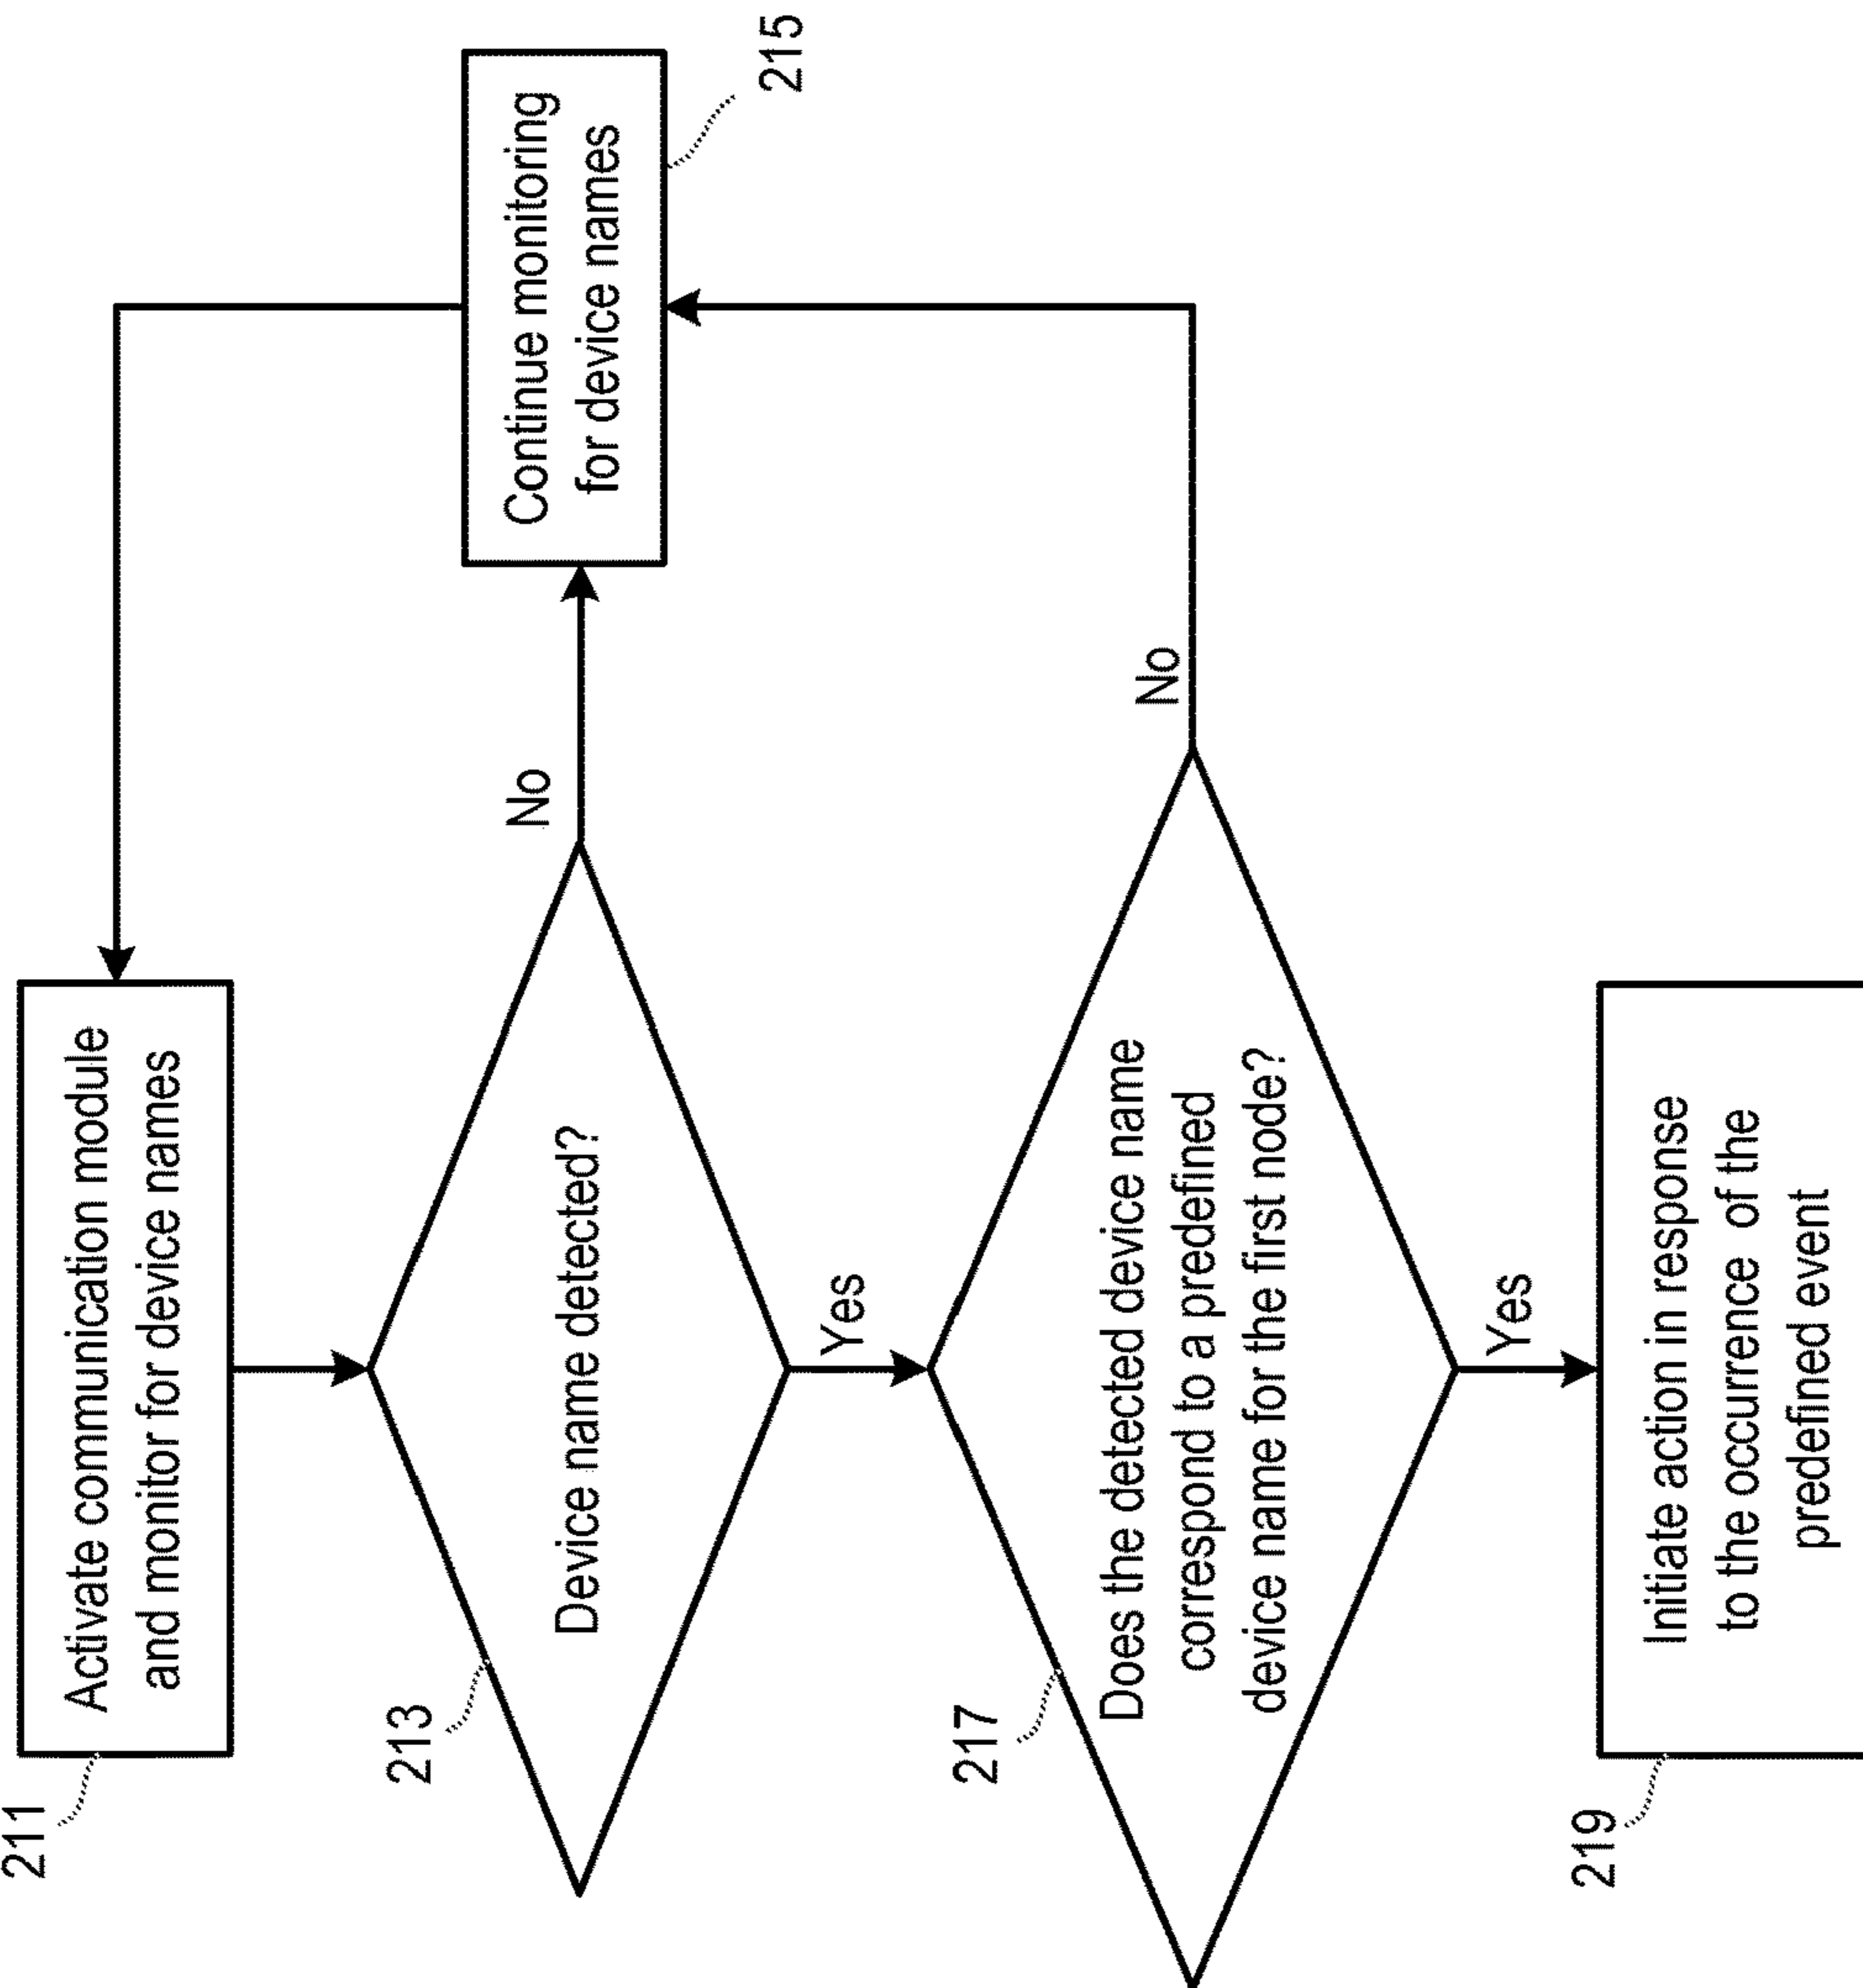 211
Activate communication module
and monitor for device names
213
Device name detected?
No
Continue monitoring
for device names
215
Yes
217
Does the detected device name
correspond to a predefined
device name for the first node?
No
Yes
219
Initiate action in response
to the occurrence of the
predefined event